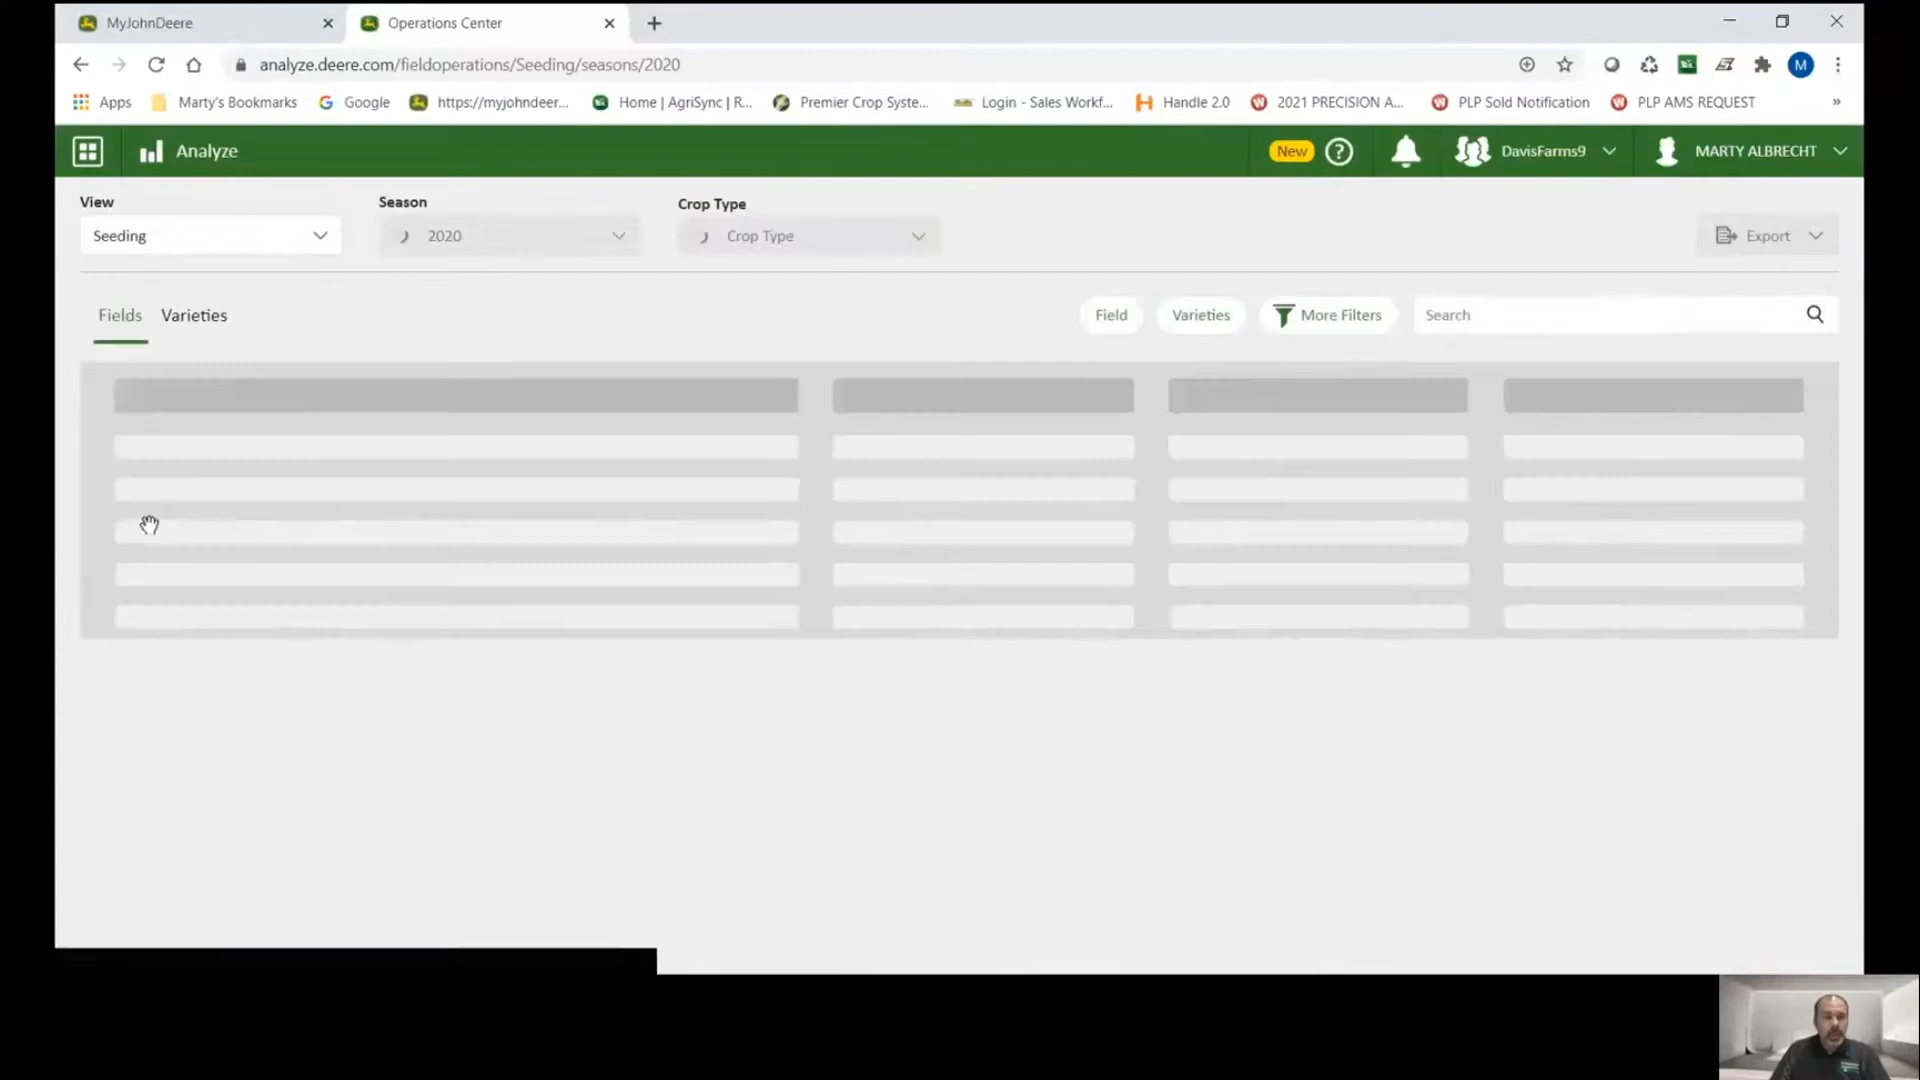 MyJohnDeere
Operations Center
analyze.deere.com/fieldoperations/Seeding/seasons/2020
M
Apps
Marty's Bookmarks
Google
https://myjohndeer...
Home | AgriSync | R...
Premier Crop Syste...
Login - Sales Workf...
Handle 2.0
2021 PRECISION A...
PLP Sold Notification
PLP AMS REQUEST
»
Analyze
New
?
DavisFarms9
MARTY ALBRECHT
View
Season
Crop Type
Seeding
2020
Crop Type
Export
Fields
Varieties
Field
Varieties
More Filters
Search